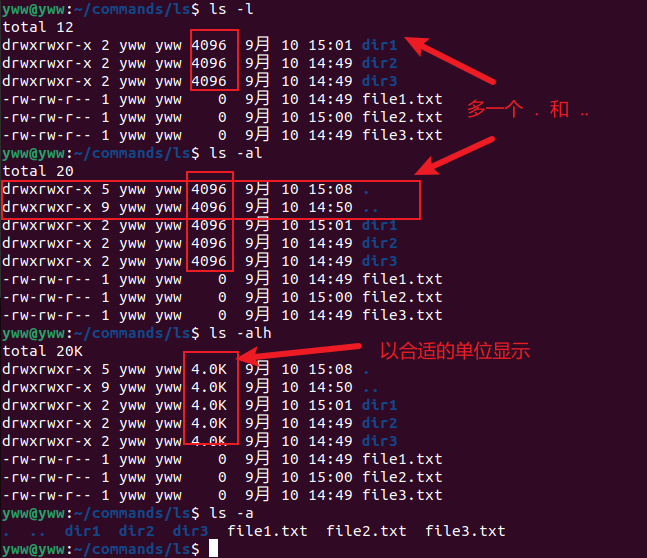 yww@yww:~/commands/ls$ ls -l
total 12
drwxrwxr-x 2 yww yww 4096  9月  10 15:01 dir1
drwxrwxr-x 2 yww yww 4096  9月  10 14:49 dir2
drwxrwxr-x 2 yww yww 4096  9月  10 14:49 dir3
-rw-rw-r-- 1 yww yww    0  9月  10 14:49 file1.txt
-rw-rw-r-- 1 yww yww    0  9月  10 15:00 file2.txt
-rw-rw-r-- 1 yww yww    0  9月  10 14:49 file3.txt
多一个 . 和 ..
yww@yww:~/commands/ls$ ls -al
total 20
drwxrwxr-x 5 yww yww 4096  9月  10 15:08 .
drwxrwxr-x 9 yww yww 4096  9月  10 14:50 ..
drwxrwxr-x 2 yww yww 4096  9月  10 15:01 dir1
drwxrwxr-x 2 yww yww 4096  9月  10 14:49 dir2
drwxrwxr-x 2 yww yww 4096  9月  10 14:49 dir3
-rw-rw-r-- 1 yww yww    0  9月  10 14:49 file1.txt
-rw-rw-r-- 1 yww yww    0  9月  10 15:00 file2.txt
-rw-rw-r-- 1 yww yww    0  9月  10 14:49 file3.txt
yww@yww:~/commands/ls$ ls -alh
total 20K
以合适的单位显示
drwxrwxr-x 5 yww yww 4.0K  9月  10 15:08 .
drwxrwxr-x 9 yww yww 4.0K  9月  10 14:50 ..
drwxrwxr-x 2 yww yww 4.0K  9月  10 15:01 dir1
drwxrwxr-x 2 yww yww 4.0K  9月  10 14:49 dir2
drwxrwxr-x 2 yww yww 4.0K  9月  10 14:49 dir3
-rw-rw-r-- 1 yww yww    0  9月  10 14:49 file1.txt
-rw-rw-r-- 1 yww yww    0  9月  10 15:00 file2.txt
-rw-rw-r-- 1 yww yww    0  9月  10 14:49 file3.txt
yww@yww:~/commands/ls$ ls -a
.  ..  dir1  dir2  dir3  file1.txt  file2.txt  file3.txt
yww@yww:~/commands/ls$